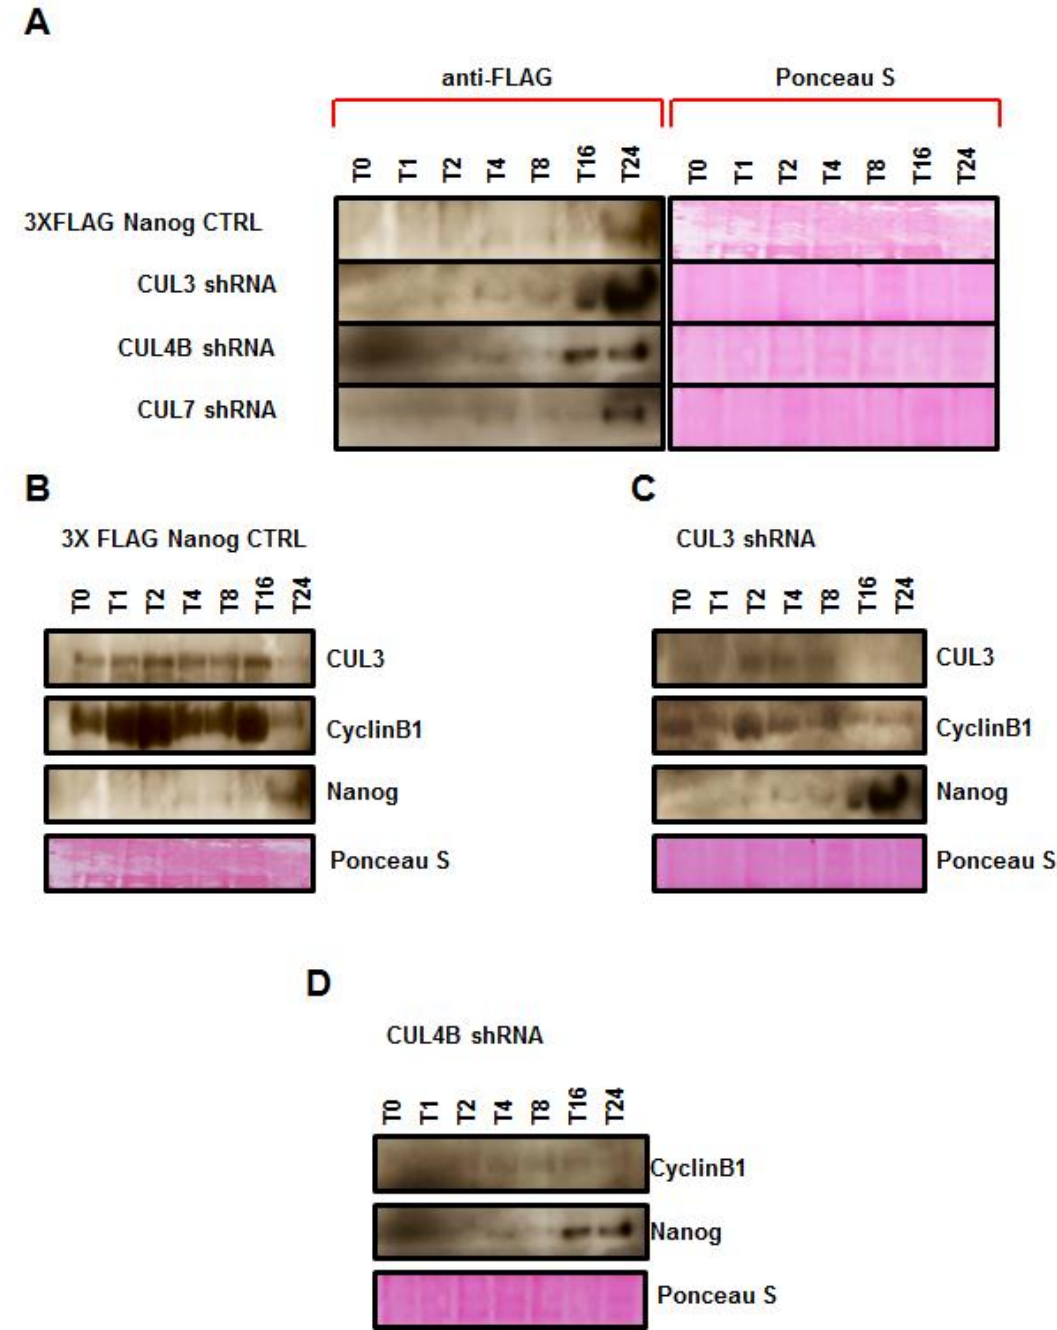 A
anti-FLAG Ponceau S
T0 T1 T2 T4 T8 T16 T24 T0 T1 T2 T4 T8 T16 T24
3XFLAG Nanog CTRL
CUL3 shRNA
CUL4B shRNA
CUL7 shRNA
B
3X FLAG Nanog CTRL
T0 T1 T2 T4 T8 T16 T24
CUL3
CyclinB1
Nanog
Ponceau S
C
CUL3 shRNA
T0 T1 T2 T4 T8 T16 T24
CUL3
CyclinB1
Nanog
Ponceau S
D
CUL4B shRNA
T0 T1 T2 T4 T8 T16 T24
CyclinB1
Nanog
Ponceau S